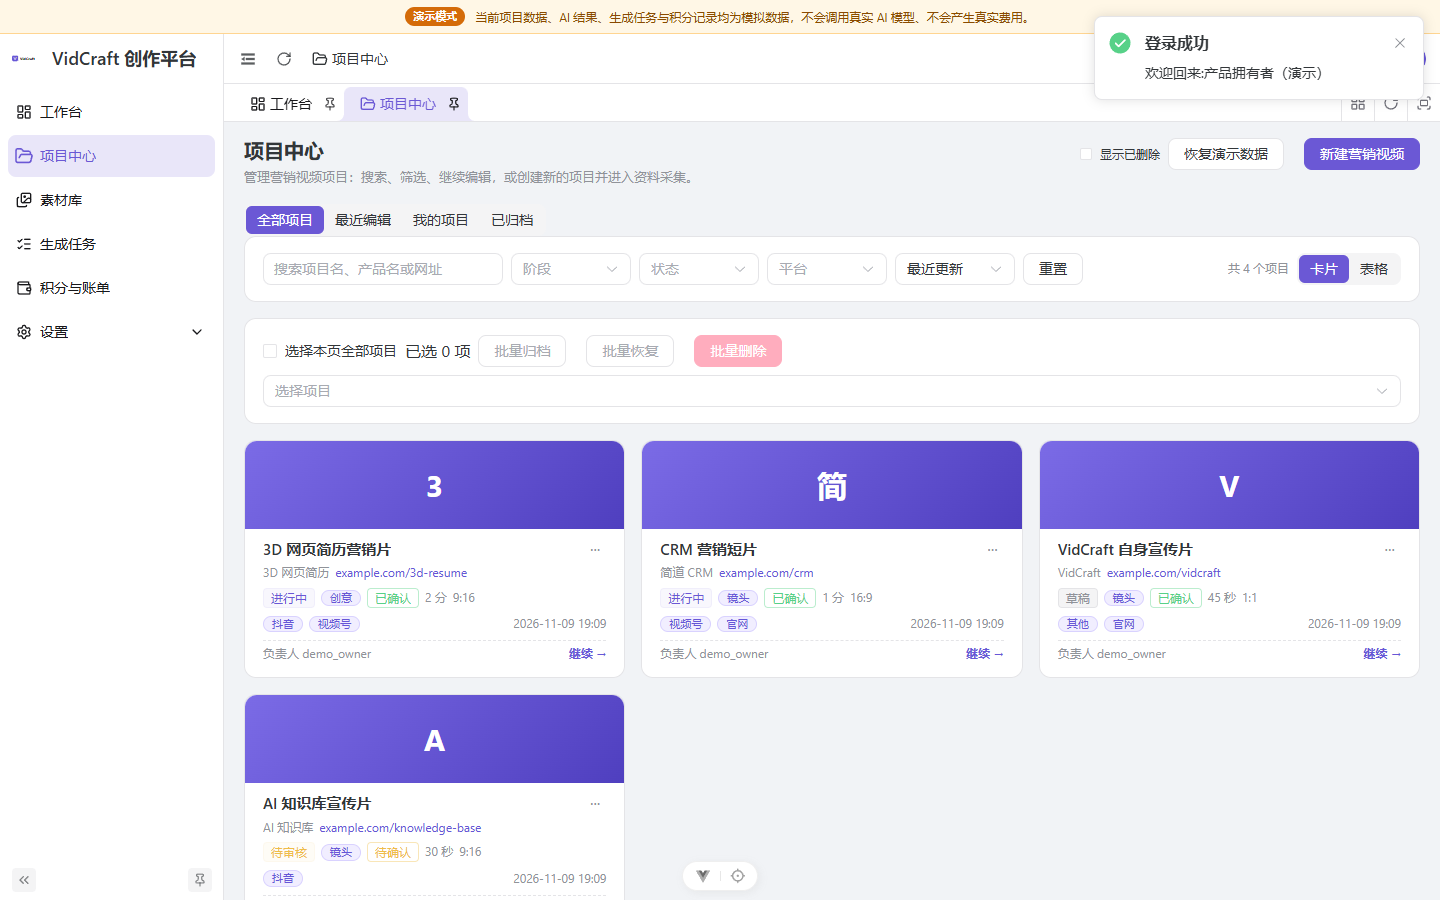 演示模式 当前项目数据、AI 结果、生成任务与积分记录均为模拟数据，不会调用真实 AI 模型、不会产生真实费用。
VidCraft 创作平台
项目中心
登录成功
欢迎回来:产品拥有者（演示）
工作台
项目中心
素材库
生成任务
积分与账单
设置
工作台 项目中心
项目中心
管理营销视频项目：搜索、筛选、继续编辑，或创建新的项目并进入资料采集。
显示已删除 恢复演示数据 新建营销视频
全部项目 最近编辑 我的项目 已归档
搜索项目名、产品名或网址 阶段 状态 平台 最近更新 重置 共 4 个项目 卡片 表格
选择本页全部项目 已选 0 项 批量归档 批量恢复 批量删除
选择项目
3
3D 网页简历营销片 ...
3D 网页简历 example.com/3d-resume
进行中 创意 已确认 2 分 9:16
抖音 视频号 2026-11-09 19:09
负责人 demo_owner 继续 →
简
CRM 营销短片 ...
简道 CRM example.com/crm
进行中 镜头 已确认 1 分 16:9
视频号 官网 2026-11-09 19:09
负责人 demo_owner 继续 →
V
VidCraft 自身宣传片 ...
VidCraft example.com/vidcraft
草稿 镜头 已确认 45 秒 1:1
其他 官网 2026-11-09 19:09
负责人 demo_owner 继续 →
A
AI 知识库宣传片 ...
AI 知识库 example.com/knowledge-base
待审核 镜头 待确认 30 秒 9:16
抖音 2026-11-09 19:09